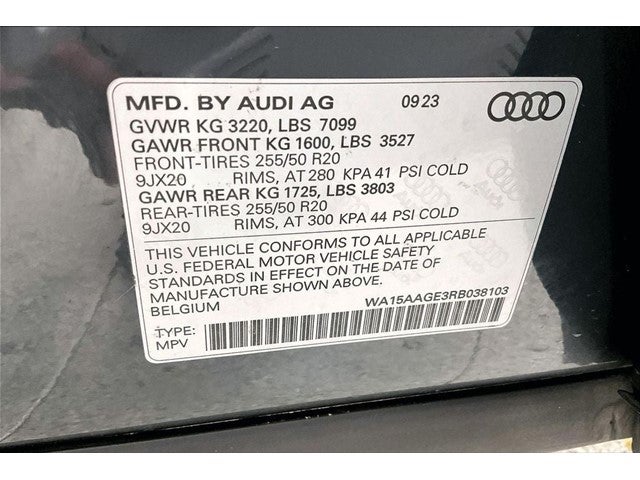 MFD. BY AUDI AG 09 23
GVWR KG 3220, LBS 7099
GAWR FRONT KG 1600, LBS 3527
FRONT-TIRES 255/50 R20
9JX20 RIMS, AT 280 KPA 41 PSI COLD
GAWR REAR KG 1725, LBS 3803
REAR-TIRES 255/50 R20
9JX20 RIMS, AT 300 KPA 44 PSI COLD
THIS VEHICLE CONFORMS TO ALL APPLICABLE
U.S. FEDERAL MOTOR VEHICLE SAFETY
STANDARDS IN EFFECT ON THE DATE OF
MANUFACTURE SHOWN ABOVE.
BELGIUM WA15AAGE3RB038103
TYPE:
MPV